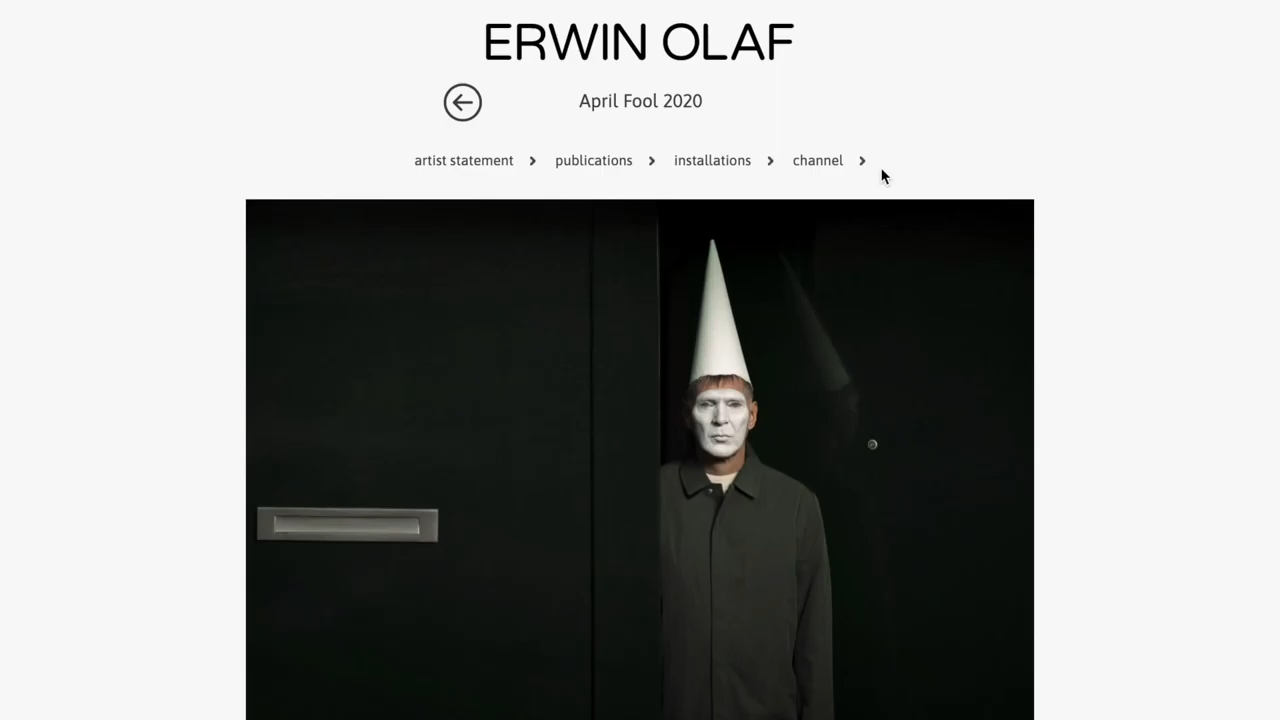 ERWIN OLAF
April Fool 2020
artist statement publications installations channel